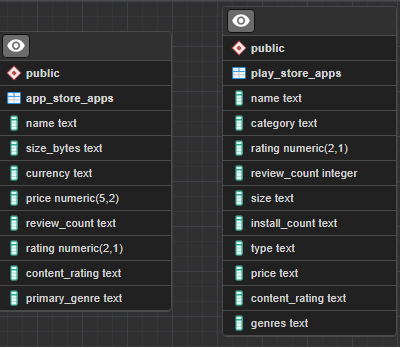 public
app_store_apps
name text
size_bytes text
currency text
price numeric(5,2)
review_count text
rating numeric(2,1)
content_rating text
primary_genre text
public
play_store_apps
name text
category text
rating numeric(2,1)
review_count integer
size text
install_count text
type text
price text
content_rating text
genres text